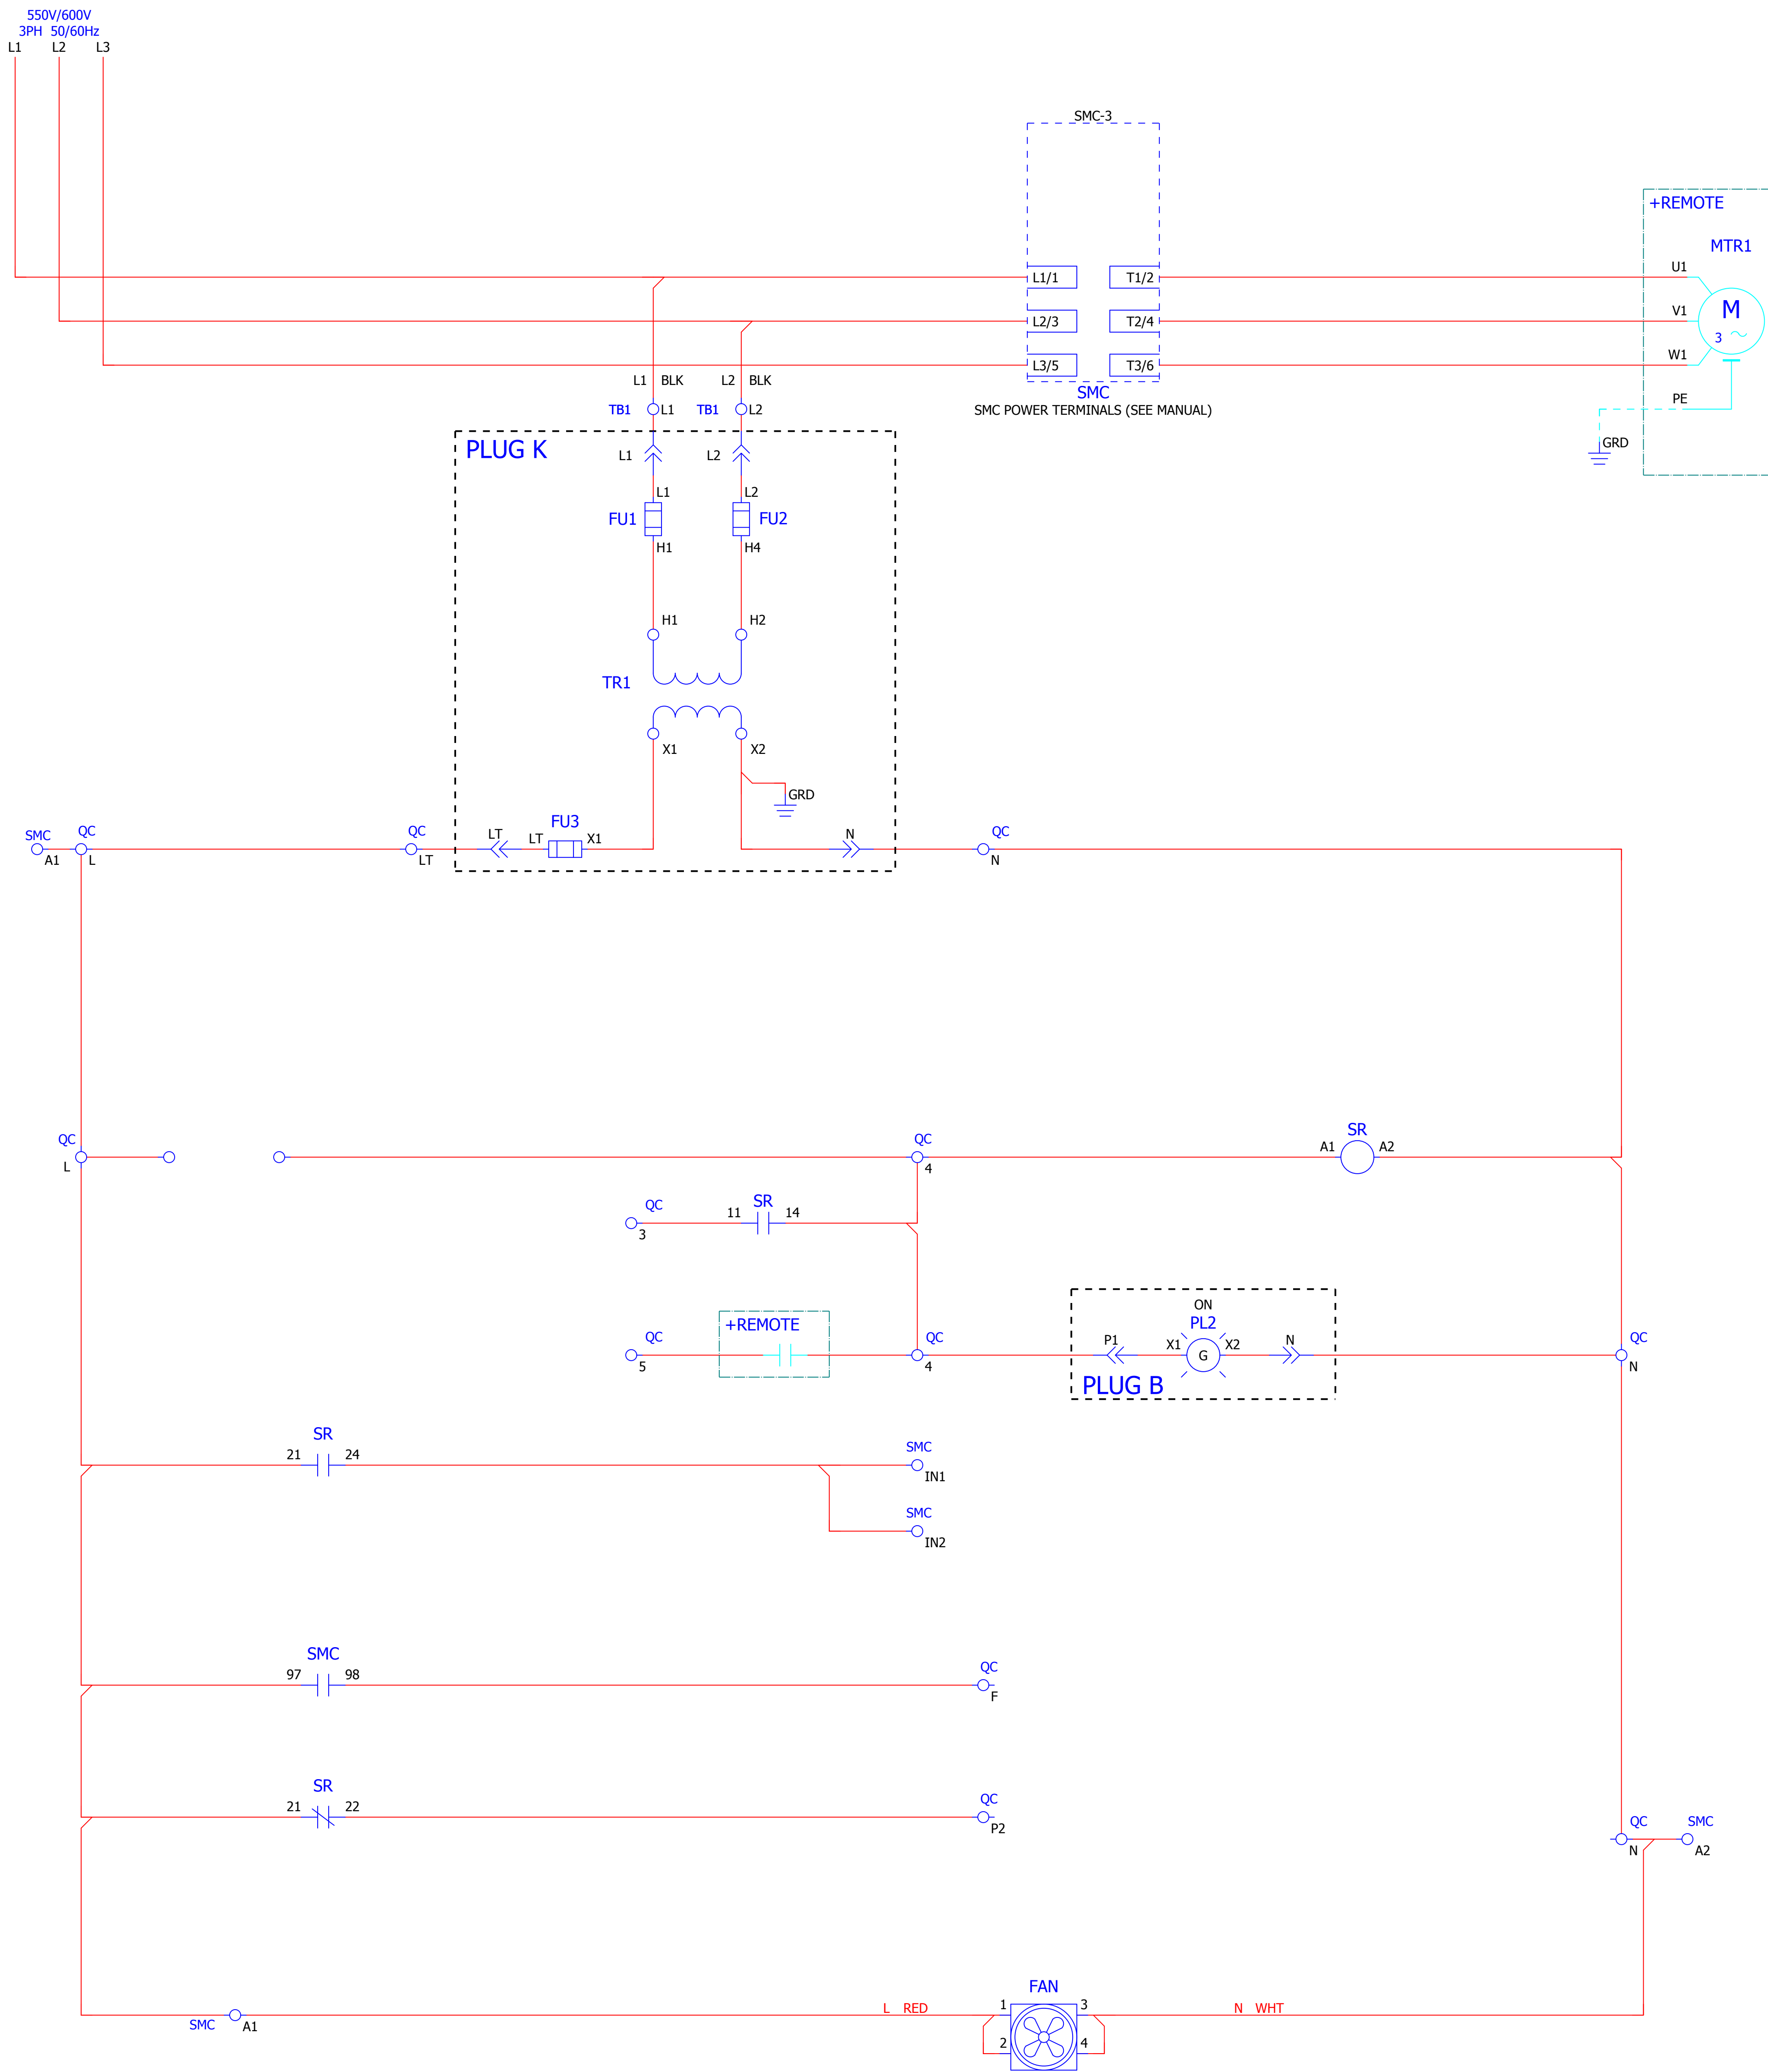 550V/600V
3PH 50/60Hz
L1 L2 L3
SMC-3
+REMOTE
MTR1
L1/1 T1/2 U1
L2/3 T2/4 V1
M
3
L3/5 T3/6 W1
L1 BLK L2 BLK
SMC
SMC POWER TERMINALS (SEE MANUAL)
PE
GRD
TB1 L1 TB1 L2
PLUG K
L1 L2
L1 L2
FU1 FU2
H1 H4
H1 H2
TR1
X1 X2
GRD
FU3
SMC QC QC LT LT X1 N QC
A1 L LT N
QC QC SR
A1 A2
L 4
QC SR
11 14
3
ON
+REMOTE PL2
QC QC P1 X1 G X2 N QC
5 4 N
PLUG B
SR
21 24
SMC
IN1
SMC
IN2
SMC
97 98
QC
F
SR
21 22
QC
P2
QC SMC
N A2
FAN
L RED 1 3 N WHT
SMC A1
2 4